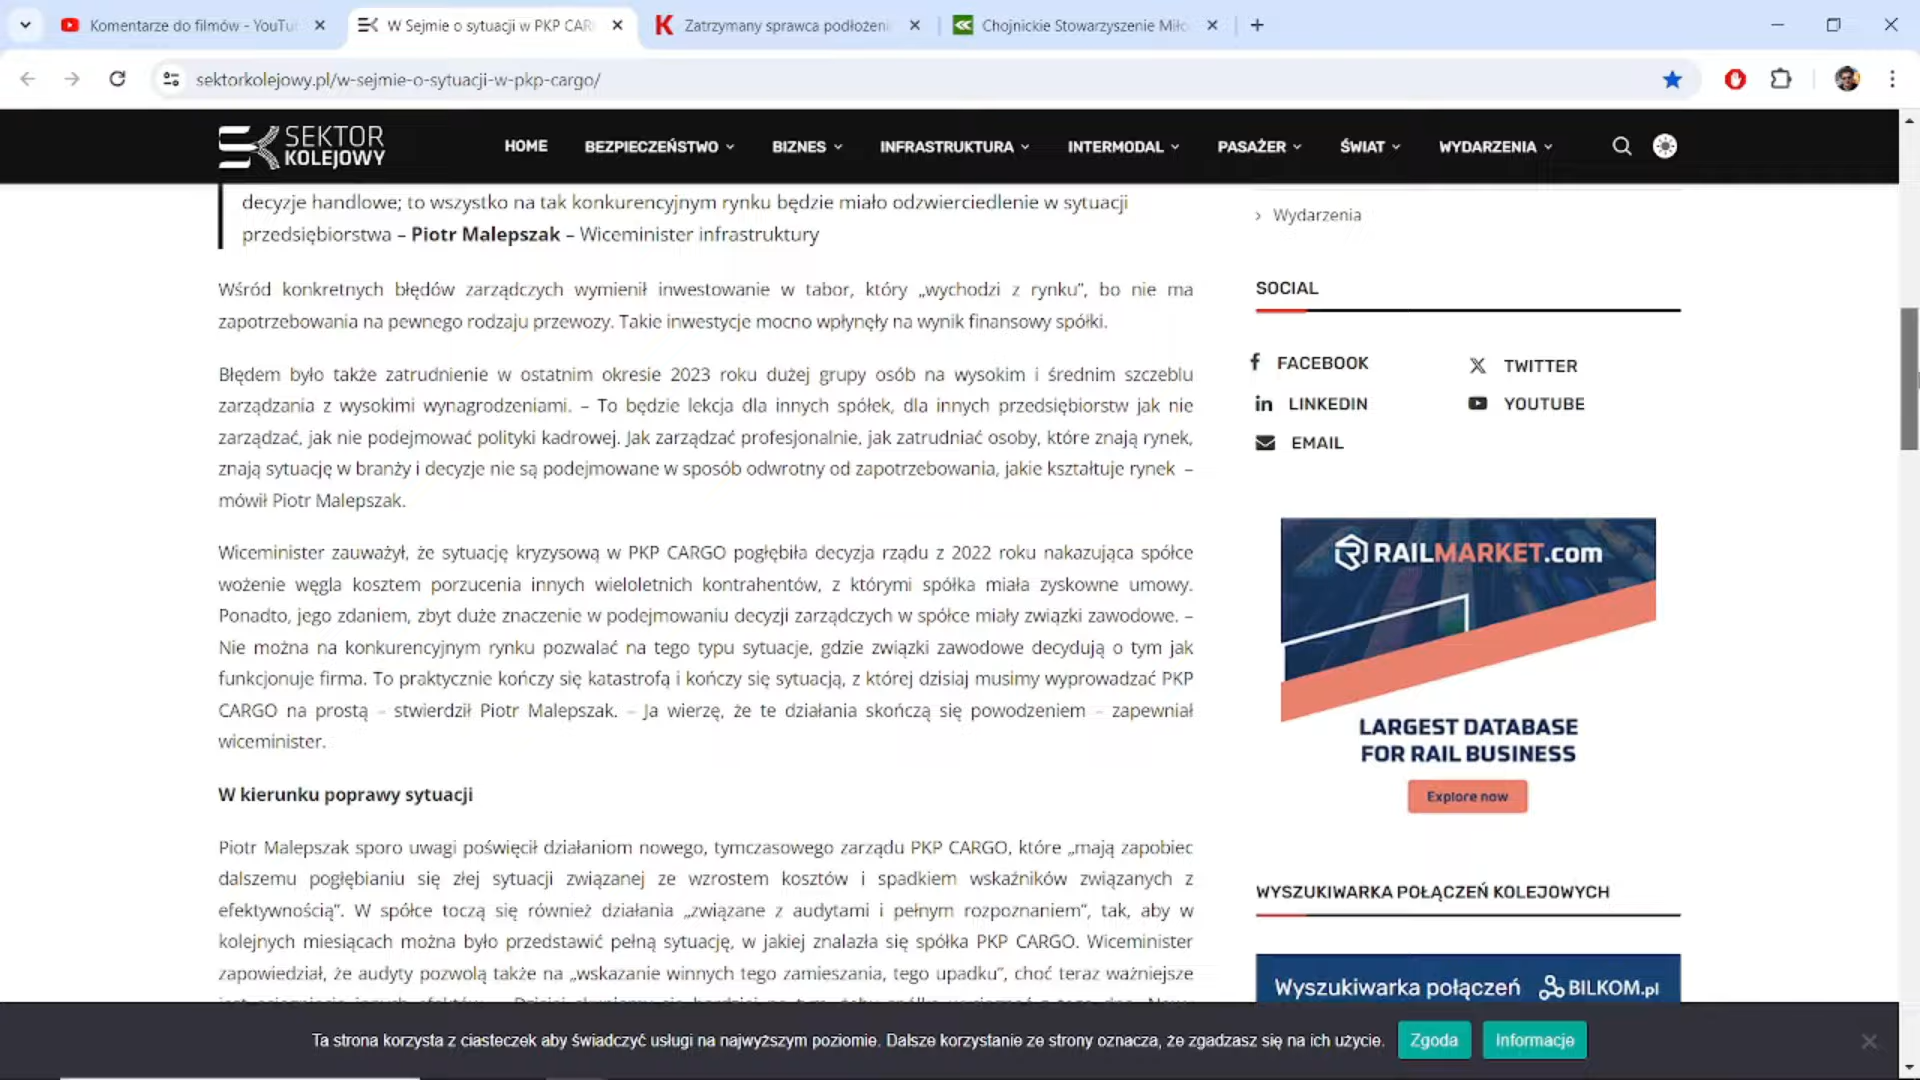 Komentarze do filmów - YouTu
W Sejmie o sytuacji w PKP CAR
Zatrzymany sprawca podłożeni
Chojnickie Stowarzyszenie Miło
sektorkolejowy.pl/w-sejmie-o-sytuacji-w-pkp-cargo/
SEKTOR
KOLEJOWY
HOME
BEZPIECZEŃSTWO
BIZNES
INFRASTRUKTURA
INTERMODAL
PASAŻER
ŚWIAT
WYDARZENIA
decyzje handlowe; to wszystko na tak konkurencyjnym rynku będzie miało odzwierciedlenie w sytuacji
przedsiębiorstwa – Piotr Malepszak – Wiceminister infrastruktury
Wśród konkretnych błędów zarządczych wymienił inwestowanie w tabor, który „wychodzi z rynku”, bo nie ma
zapotrzebowania na pewnego rodzaju przewozy. Takie inwestycje mocno wpłynęły na wynik finansowy spółki.
Błędem było także zatrudnienie w ostatnim okresie 2023 roku dużej grupy osób na wysokim i średnim szczeblu
zarządzania z wysokimi wynagrodzeniami. – To będzie lekcja dla innych spółek, dla innych przedsiębiorstw jak nie
zarządzać, jak nie podejmować polityki kadrowej. Jak zarządzać profesjonalnie, jak zatrudniać osoby, które znają rynek,
znają sytuację w branży i decyzje nie są podejmowane w sposób odwrotny od zapotrzebowania, jakie kształtuje rynek –
mówił Piotr Malepszak.
Wiceminister zauważył, że sytuację kryzysową w PKP CARGO pogłębiła decyzja rządu z 2022 roku nakazująca spółce
wożenie węgla kosztem porzucenia innych wieloletnich kontrahentów, z którymi spółka miała zyskowne umowy.
Ponadto, jego zdaniem, zbyt duże znaczenie w podejmowaniu decyzji zarządczych w spółce miały związki zawodowe. –
Nie można na konkurencyjnym rynku pozwalać na tego typu sytuacje, gdzie związki zawodowe decydują o tym jak
funkcjonuje firma. To praktycznie kończy się katastrofą i kończy się sytuacją, z której dzisiaj musimy wyprowadzać PKP
CARGO na prostą – stwierdził Piotr Malepszak. – Ja wierzę, że te działania skończą się powodzeniem – zapewniał
wiceminister.
W kierunku poprawy sytuacji
Piotr Malepszak sporo uwagi poświęcił działaniom nowego, tymczasowego zarządu PKP CARGO, które „mają zapobiec
dalszemu pogłębianiu się złej sytuacji związanej ze wzrostem kosztów i spadkiem wskaźników związanych z
efektywnością”. W spółce toczą się również działania „związane z audytami i pełnym rozpoznaniem”, tak, aby w
kolejnych miesiącach można było przedstawić pełną sytuację, w jakiej znalazła się spółka PKP CARGO. Wiceminister
zapowiedział, że audyty pozwolą także na „wskazanie winnych tego zamieszania, tego upadku”, choć teraz ważniejsze
Wydarzenia
SOCIAL
FACEBOOK
TWITTER
LINKEDIN
YOUTUBE
EMAIL
RAILMARKET.com
LARGEST DATABASE
FOR RAIL BUSINESS
Explore now
WYSZUKIWARKA POŁĄCZEŃ KOLEJOWYCH
Wyszukiwarka połączeń BILKOM.pl
Ta strona korzysta z ciasteczek aby świadczyć usługi na najwyższym poziomie. Dalsze korzystanie ze strony oznacza, że zgadzasz się na ich użycie.
Zgoda
Informacje